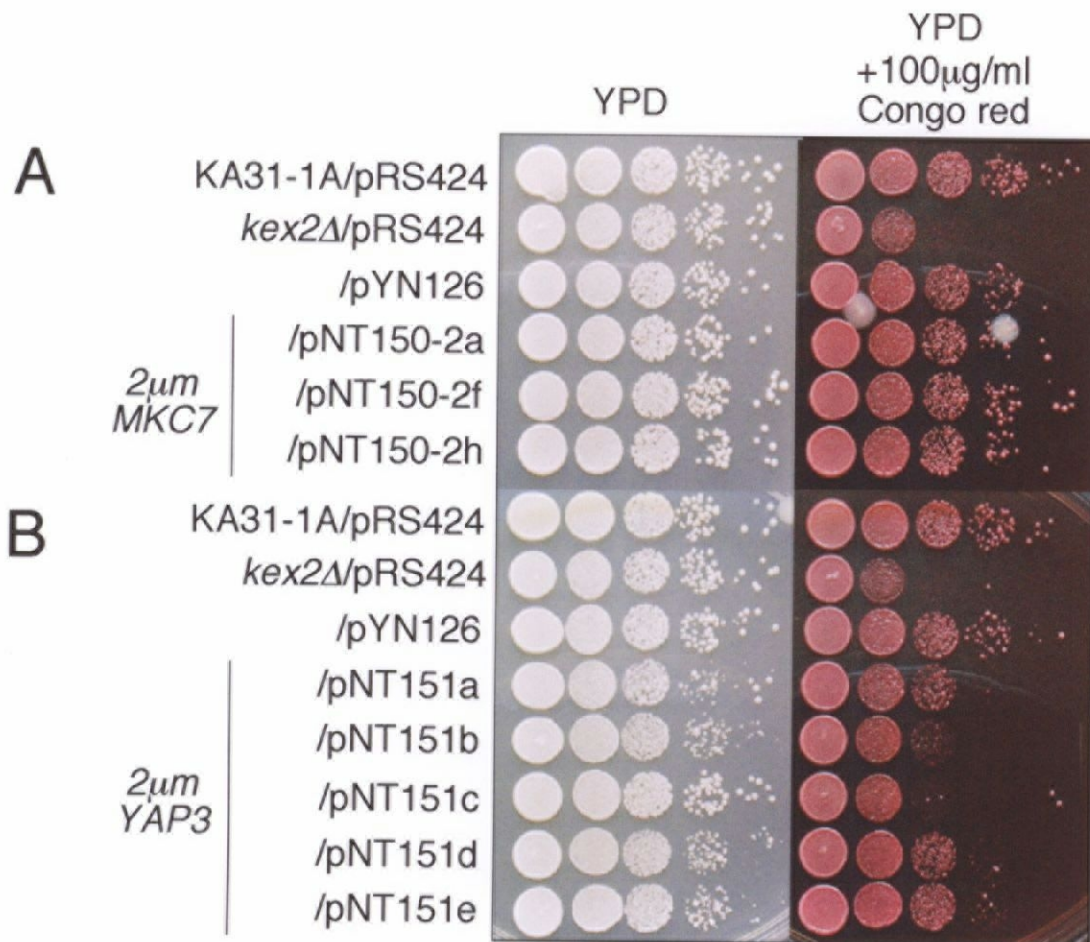 YPD
YPD
+100μg/ml
Congo red
A
KA31-1A/pRS424
kex2Δ/pRS424
/pYN126
/pNT150-2a
/pNT150-2f
/pNT150-2h
2μm
MKC7
B
KA31-1A/pRS424
kex2Δ/pRS424
/pYN126
/pNT151a
/pNT151b
/pNT151c
/pNT151d
/pNT151e
2μm
YAP3